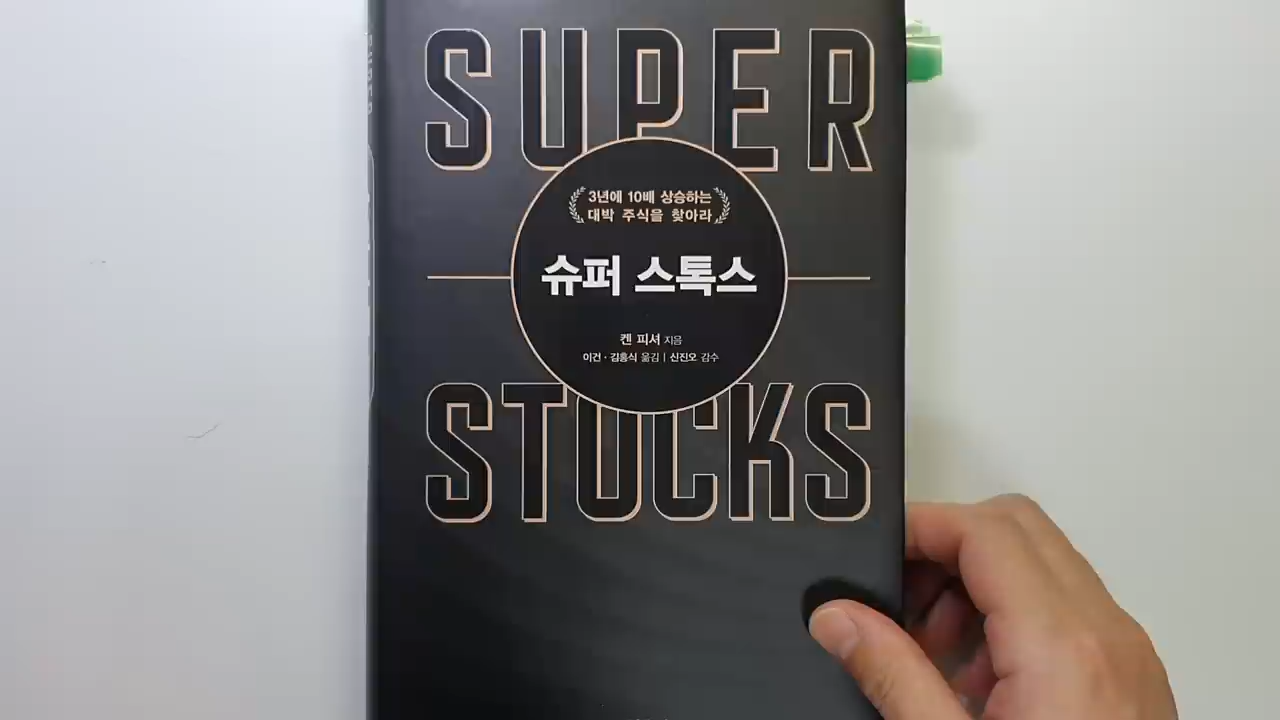 SUPER
3년에 10배 상승하는
대박 주식을 찾아라
슈퍼 스톡스
켄 피셔 지음
이건·김홍식 옮김 | 신진오 감수
STOCKS